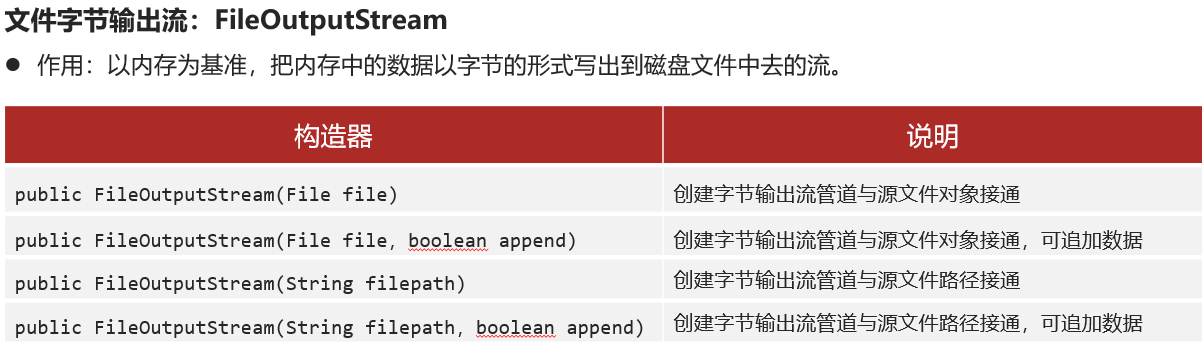 文件字节输出流：FileOutputStream
● 作用：以内存为基准，把内存中的数据以字节的形式写出到磁盘文件中去的流。
构造器 说明
public FileOutputStream(File file) 创建字节输出流管道与源文件对象接通
public FileOutputStream(File file，boolean append) 创建字节输出流管道与源文件对象接通，可追加数据
public FileOutputStream(String filepath) 创建字节输出流管道与源文件路径接通
public FileOutputStream(String filepath，boolean append) 创建字节输出流管道与源文件路径接通，可追加数据